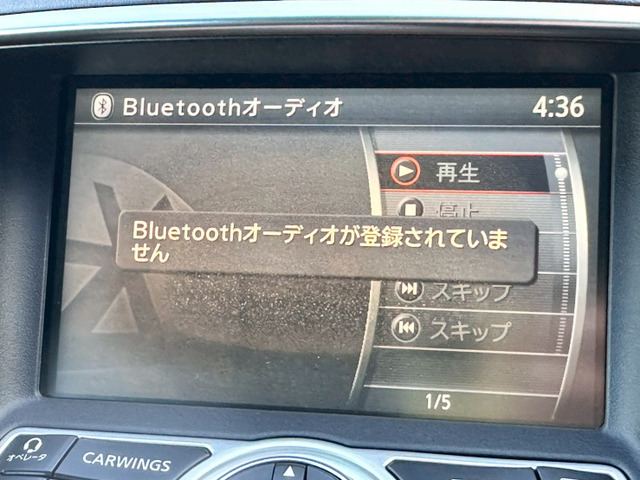 Bluetoothオーディオ
4:36
再生
停止
Bluetoothオーディオが登録されていま
せん
スキップ
スキップ
1/5
オペレータ
CARWINGS